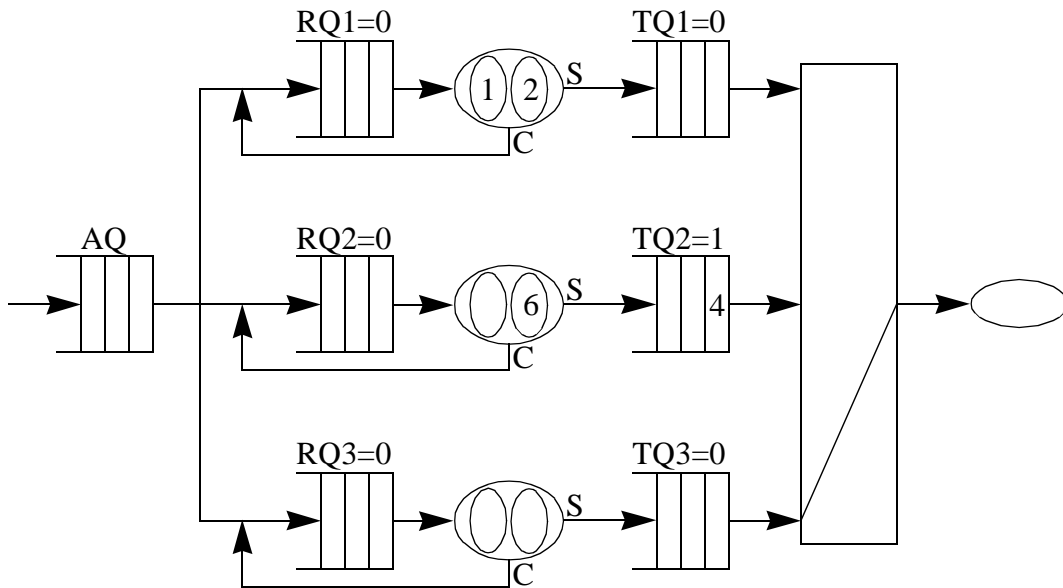 RQ1=0 TQ1=0
1 2 S
C
AQ RQ2=0 TQ2=1
6 S 4
C
RQ3=0 TQ3=0
S
C